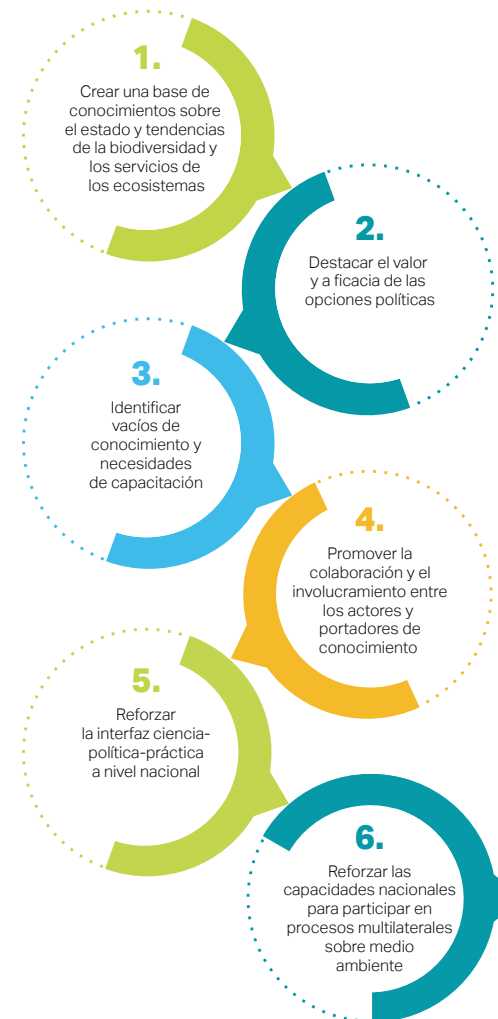 1.
Crear una base de
conocimientos sobre
el estado y tendencias
de la biodiversidad y
los servicios de
los ecosistemas
2.
Destacar el valor
y a ficacia de las
opciones políticas
3.
Identificar
vacíos de
conocimiento y
necesidades
de capacitación
4.
Promover la
colaboración y el
involucramiento entre
los actores y
portadores de
conocimiento
5.
Reforzar
la interfaz ciencia-
política-práctica
a nivel nacional
6.
Reforzar las
capacidades nacionales
para participar en
procesos multilaterales
sobre medio
ambiente